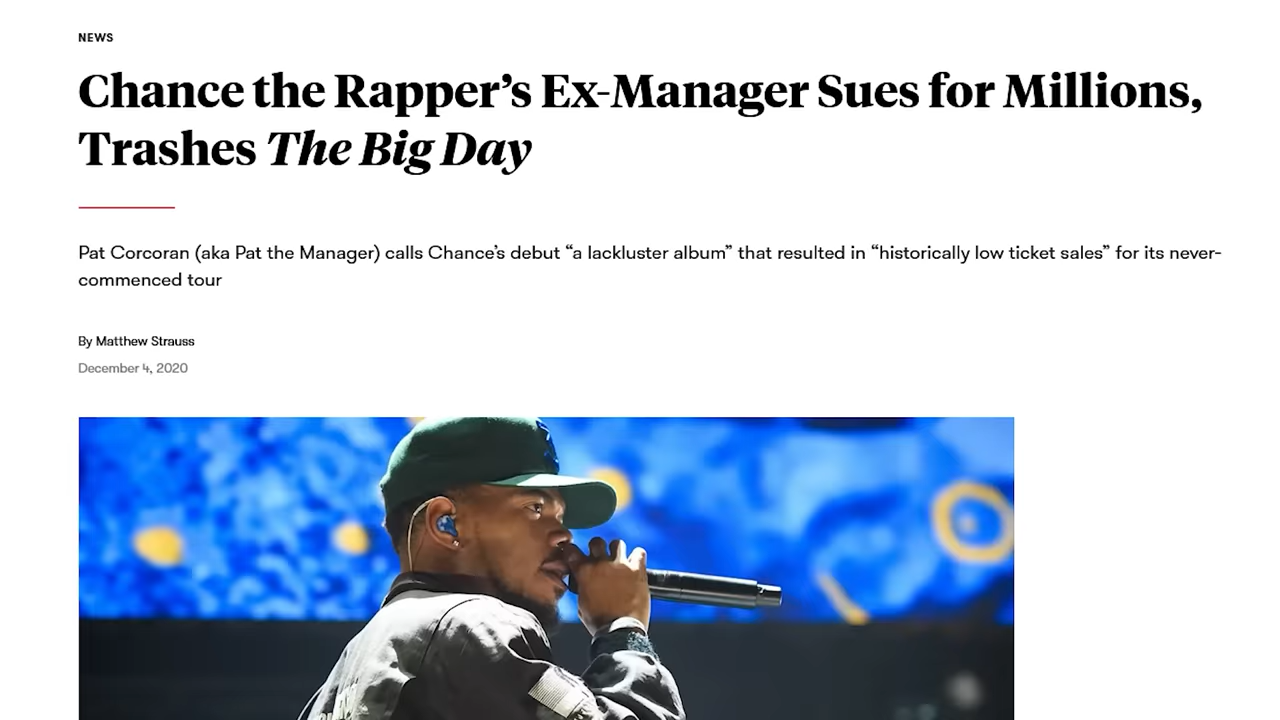 NEWS
Chance the Rapper’s Ex-Manager Sues for Millions,
Trashes The Big Day
Pat Corcoran (aka Pat the Manager) calls Chance’s debut “a lackluster album” that resulted in “historically low ticket sales” for its never-
commenced tour
By Matthew Strauss
December 4, 2020